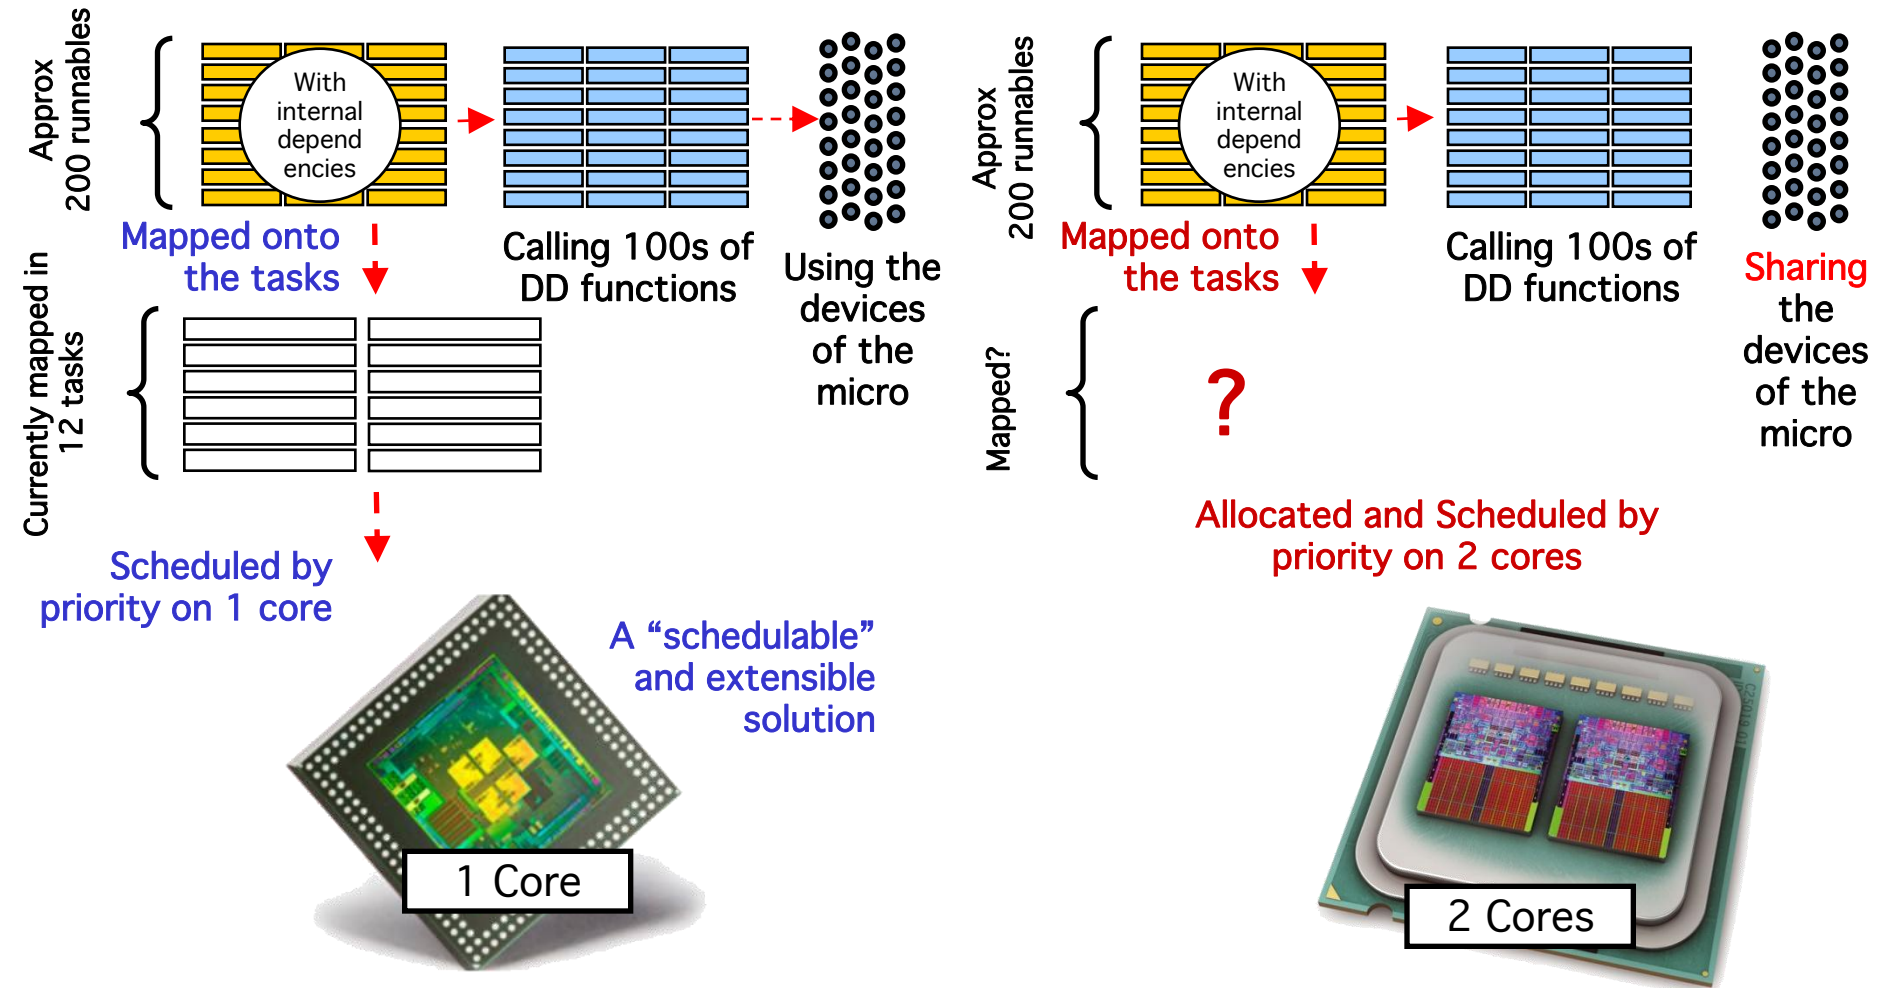 Approx
200 runnables
With
internal
depend
encies
Mapped onto
the tasks
Calling 100s of
DD functions
Using the
devices
of the
micro
Currently mapped in
12 tasks
Scheduled by
priority on 1 core
A “schedulable”
and extensible
solution
1 Core
Approx
200 runnables
With
internal
depend
encies
Mapped onto
the tasks
Calling 100s of
DD functions
Sharing
the
devices
of the
micro
Mapped?
?
Allocated and Scheduled by
priority on 2 cores
2 Cores